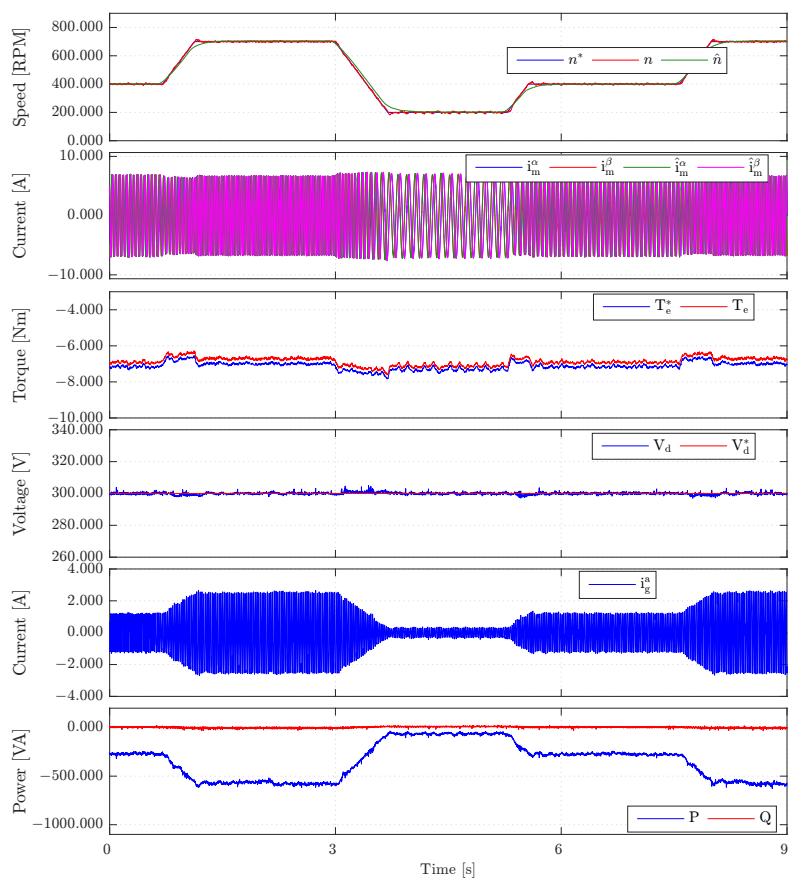 Speed [RPM]
800.000
600.000
400.000
200.000
0.000
n* n n̂
Current [A]
10.000
0.000
−10.000
i_m^α i_m^β î_m^α î_m^β
Torque [Nm]
−4.000
−6.000
−8.000
−10.000
T_e^* T_e
Voltage [V]
340.000
320.000
300.000
280.000
260.000
V_d V_d^*
Current [A]
4.000
2.000
0.000
−2.000
−4.000
i_g^a
Power [VA]
0.000
−500.000
−1000.000
P Q
0 3 6 9
Time [s]